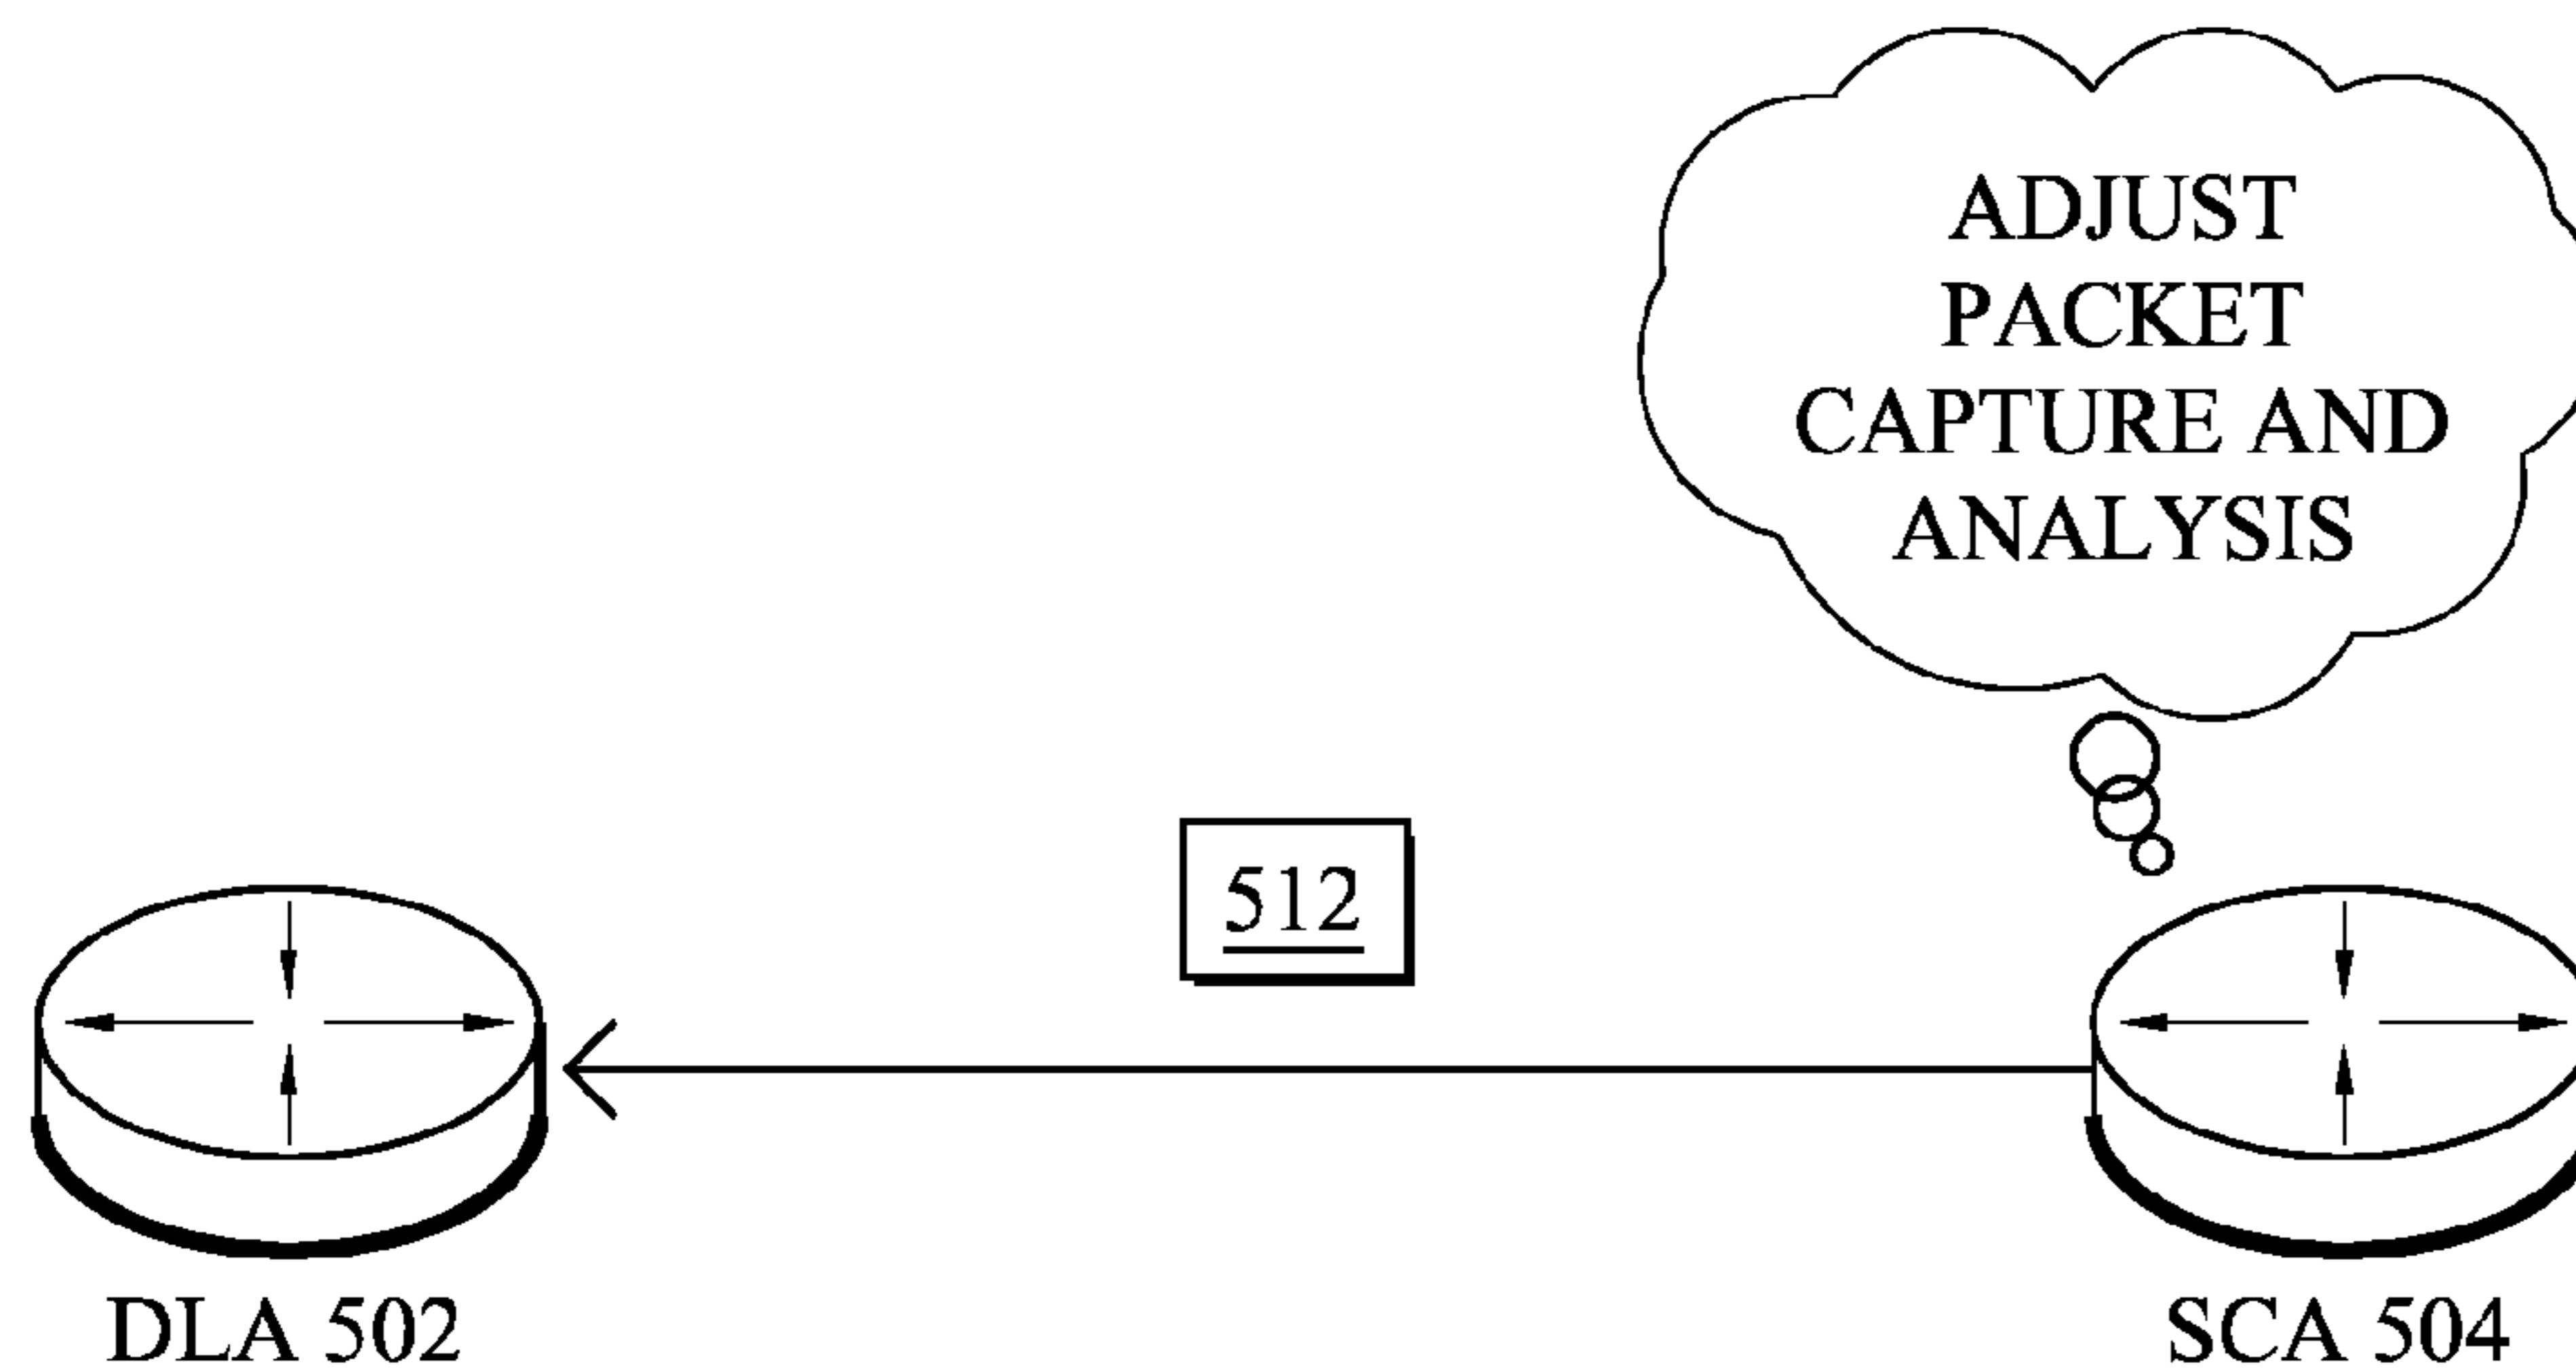 ADJUST
PACKET
CAPTURE AND
ANALYSIS
512
DLA 502
SCA 504